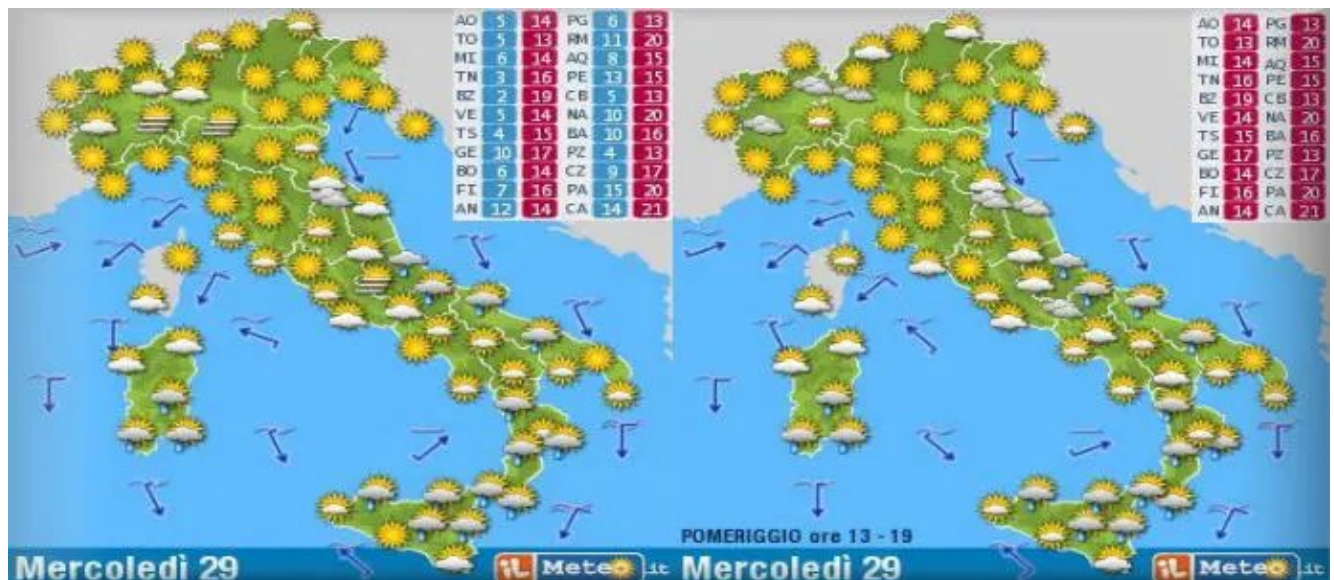 AO 5 14 PG 6 13
TO 5 13 RM 11 20
MI 6 14 AQ 8 15
TN 3 16 PE 13 15
BZ 2 19 CB 5 13
VE 5 14 NA 10 20
TS 4 15 BA 10 16
GE 10 17 PZ 4 13
BO 6 14 CZ 9 17
FI 7 16 PA 15 20
AN 12 14 CA 14 21
Mercoledì 29
iL Meteo.it
AO 14 PG 13
TO 13 RM 20
MI 14 AQ 15
TN 16 PE 15
BZ 19 CB 13
VE 14 NA 20
TS 15 BA 16
GE 17 PZ 13
BO 14 CZ 17
FI 16 PA 20
AN 14 CA 21
POMERIGGIO ore 13 - 19
Mercoledì 29
iL Meteo.it